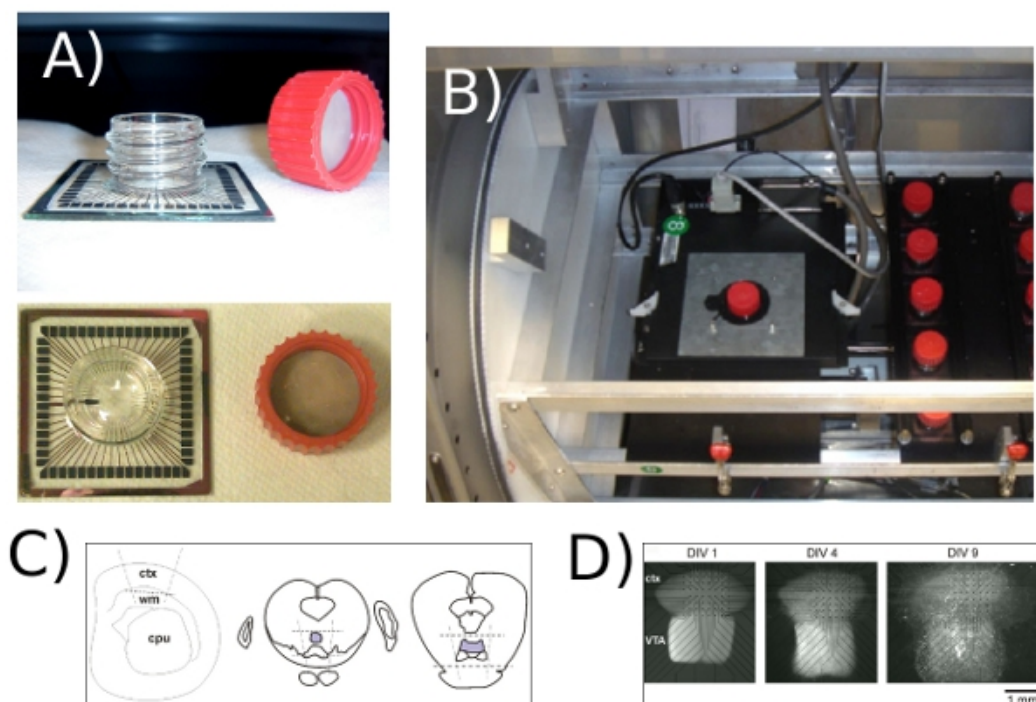 A)
B)
C)
ctx
wm
cpu
D)
DIV 1
DIV 4
DIV 9
ctx
VTA
1 mm